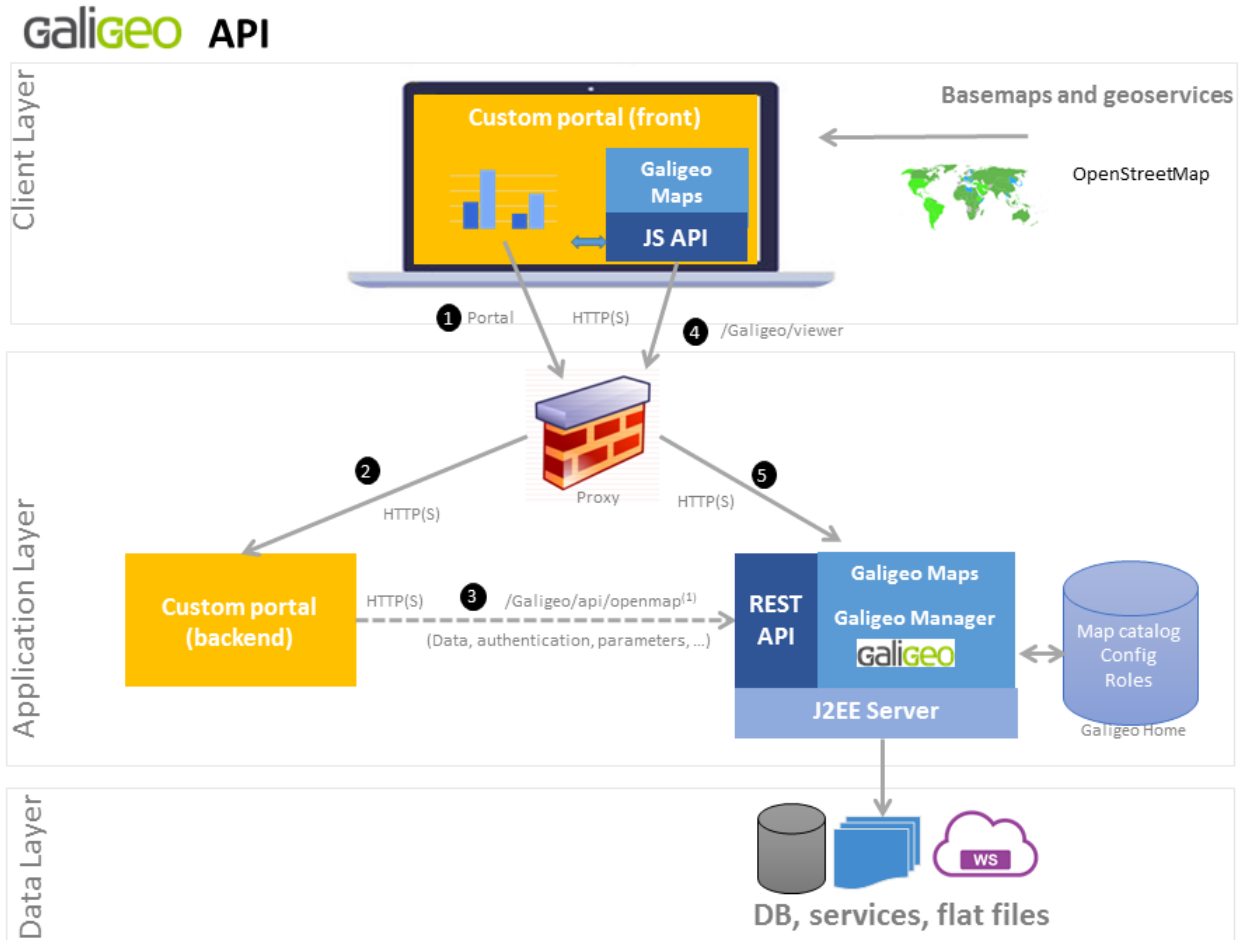 Galigeo API
Client Layer
Custom portal (front)
Galigeo
Maps
JS API
Basemaps and geoservices
OpenStreetMap
1 Portal
HTTP(S)
4 /Galigeo/viewer
Application Layer
Proxy
2
HTTP(S)
5
HTTP(S)
Custom portal
(backend)
HTTP(S) 3 /Galigeo/api/openmap(1)
(Data, authentication, parameters, ...)
REST
API
Galigeo Maps
Galigeo Manager
Galigeo
J2EE Server
Map catalog
Config
Roles
Galigeo Home
Data Layer
WS
DB, services, flat files